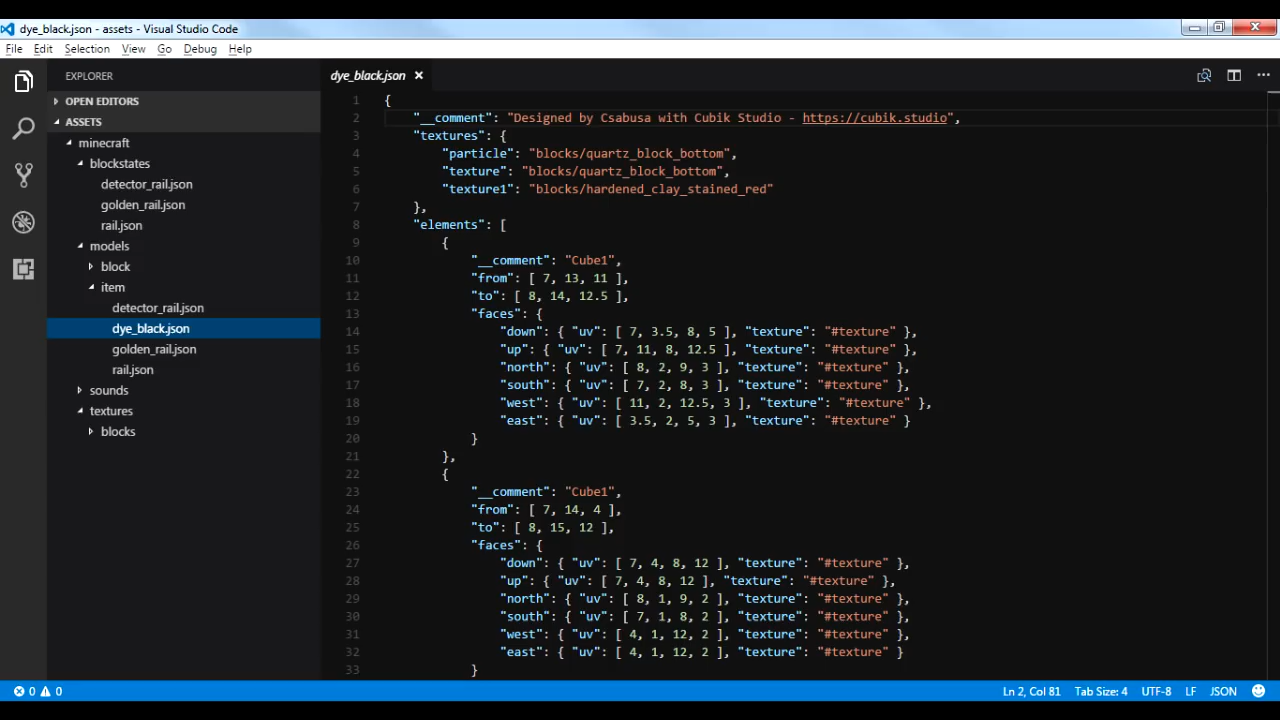 dye_black.json - assets - Visual Studio Code
File Edit Selection View Go Debug Help
EXPLORER
OPEN EDITORS
ASSETS
minecraft
blockstates
detector_rail.json
golden_rail.json
rail.json
models
block
item
detector_rail.json
dye_black.json
golden_rail.json
rail.json
sounds
textures
blocks
dye_black.json
1 {
2 "__comment": "Designed by Csabusa with Cubik Studio - https://cubik.studio",
3 "textures": {
4 "particle": "blocks/quartz_block_bottom",
5 "texture": "blocks/quartz_block_bottom",
6 "texture1": "blocks/hardened_clay_stained_red"
7 },
8 "elements": [
9 {
10 "__comment": "Cube1",
11 "from": [ 7, 13, 11 ],
12 "to": [ 8, 14, 12.5 ],
13 "faces": {
14 "down": { "uv": [ 7, 3.5, 8, 5 ], "texture": "#texture" },
15 "up": { "uv": [ 7, 11, 8, 12.5 ], "texture": "#texture" },
16 "north": { "uv": [ 8, 2, 9, 3 ], "texture": "#texture" },
17 "south": { "uv": [ 7, 2, 8, 3 ], "texture": "#texture" },
18 "west": { "uv": [ 11, 2, 12.5, 3 ], "texture": "#texture" },
19 "east": { "uv": [ 3.5, 2, 5, 3 ], "texture": "#texture" }
20 }
21 },
22 {
23 "__comment": "Cube1",
24 "from": [ 7, 14, 4 ],
25 "to": [ 8, 15, 12 ],
26 "faces": {
27 "down": { "uv": [ 7, 4, 8, 12 ], "texture": "#texture" },
28 "up": { "uv": [ 7, 4, 8, 12 ], "texture": "#texture" },
29 "north": { "uv": [ 8, 1, 9, 2 ], "texture": "#texture" },
30 "south": { "uv": [ 7, 1, 8, 2 ], "texture": "#texture" },
31 "west": { "uv": [ 4, 1, 12, 2 ], "texture": "#texture" },
32 "east": { "uv": [ 4, 1, 12, 2 ], "texture": "#texture" }
33 }
0 0 Ln 2, Col 81 Tab Size: 4 UTF-8 LF JSON